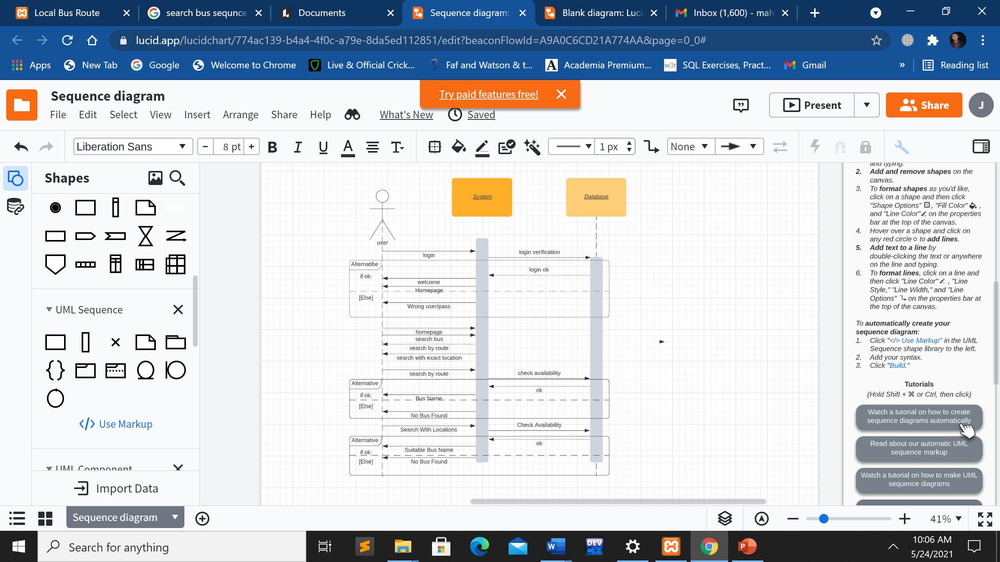 Local Bus Route
search bus sequnce
Documents
Sequence diagram:
Blank diagram: Luci
Inbox (1,600) - mah
lucid.app/lucidchart/774ac139-b4a4-4f0c-a79e-8da5ed112851/edit?beaconFlowId=A9A0C6CD21A774AA&page=0_0#
Apps
New Tab
Google
Welcome to Chrome
Live & Official Crick...
Faf and Watson & t...
Academia Premium...
w3r
SQL Exercises, Pract...
Gmail
»
Reading list
Sequence diagram
Try paid features free!
File Edit Select View Insert Arrange Share Help
What's New
Saved
Present
Share
J
Liberation Sans
8 pt
B I U A T
1 px
None
Shapes
UML Sequence
Use Markup
UML Component
Import Data
System
Database
user
login
login verification
Alternatibe
login ok
if ok:
welcome
Homepage
[Else]
Wrong user/pass
homepage
search bus
search by route
search with exact location
search by route
check availability
Alternative
ok
if ok:
Bus Name
[Else]
No Bus Found
Search With Locations
Check Availability
Alternative
ok
if ok:
Suitable Bus Name
[Else]
No Bus Found
and typing.
2. Add and remove shapes on the
canvas.
3. To format shapes as you'd like,
click on a shape and then click
"Shape Options" , "Fill Color" ,
and "Line Color" on the properties
bar at the top of the canvas.
4. Hover over a shape and click on
any red circle to add lines.
5. Add text to a line by
double-clicking the text or anywhere
on the line and typing.
6. To format lines, click on a line and
then click "Line Color" , "Line
Style," "Line Width," and "Line
Options" on the properties bar at
the top of the canvas.
To automatically create your
sequence diagram:
1. Click "</> Use Markup" in the UML
Sequence shape library to the left.
2. Add your syntax.
3. Click "Build."
Tutorials
(Hold Shift + ⌘ or Ctrl, then click)
Watch a tutorial on how to create
sequence diagrams automatically
Read about our automatic UML
sequence markup
Watch a tutorial on how to make UML
sequence diagrams
Sequence diagram
41%
Search for anything
W
DEV
C++
P
10:06 AM
5/24/2021